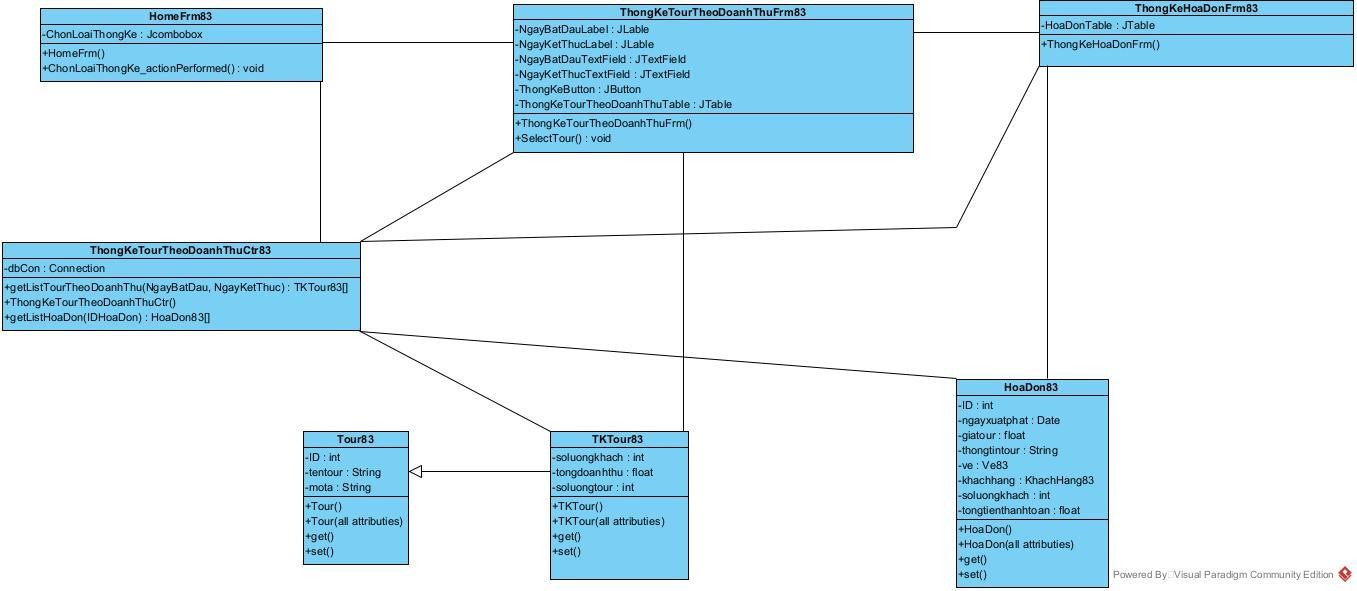 HomeFrm83
-ChonLoaiThongKe : Jcombobox
+HomeFrm()
+ChonLoaiThongKe_actionPerformed() : void
ThongKeTourTheoDoanhThuFrm83
-NgayBatDauLabel : JLable
-NgayKetThucLabel : JLable
-NgayBatDauTextField : JTextField
-NgayKetThucTextField : JTextField
-ThongKeButton : JButton
-ThongKeTourTheoDoanhThuTable : JTable
+ThongKeTourTheoDoanhThuFrm()
+SelectTour() : void
ThongKeHoaDonFrm83
-HoaDonTable : JTable
+ThongKeHoaDonFrm()
ThongKeTourTheoDoanhThuCtr83
-dbCon : Connection
+getListTourTheoDoanhThu(NgayBatDau, NgayKetThuc) : TKTour83[]
+ThongKeTourTheoDoanhThuCtr()
+getListHoaDon(IDHoaDon) : HoaDon83[]
Tour83
-ID : int
-tentour : String
-mota : String
+Tour()
+Tour(all attributies)
+get()
+set()
TKTour83
-soluongkhach : int
-tongdoanhthu : float
-soluongtour : int
+TKTour()
+TKTour(all attributies)
+get()
+set()
HoaDon83
-ID : int
-ngayxuatphat : Date
-giatour : float
-thongtintour : String
-ve : Ve83
-khachhang : KhachHang83
-soluongkhach : int
-tongtienthanhtoan : float
+HoaDon()
+HoaDon(all attributies)
+get()
+set()
Powered By Visual Paradigm Community Edition